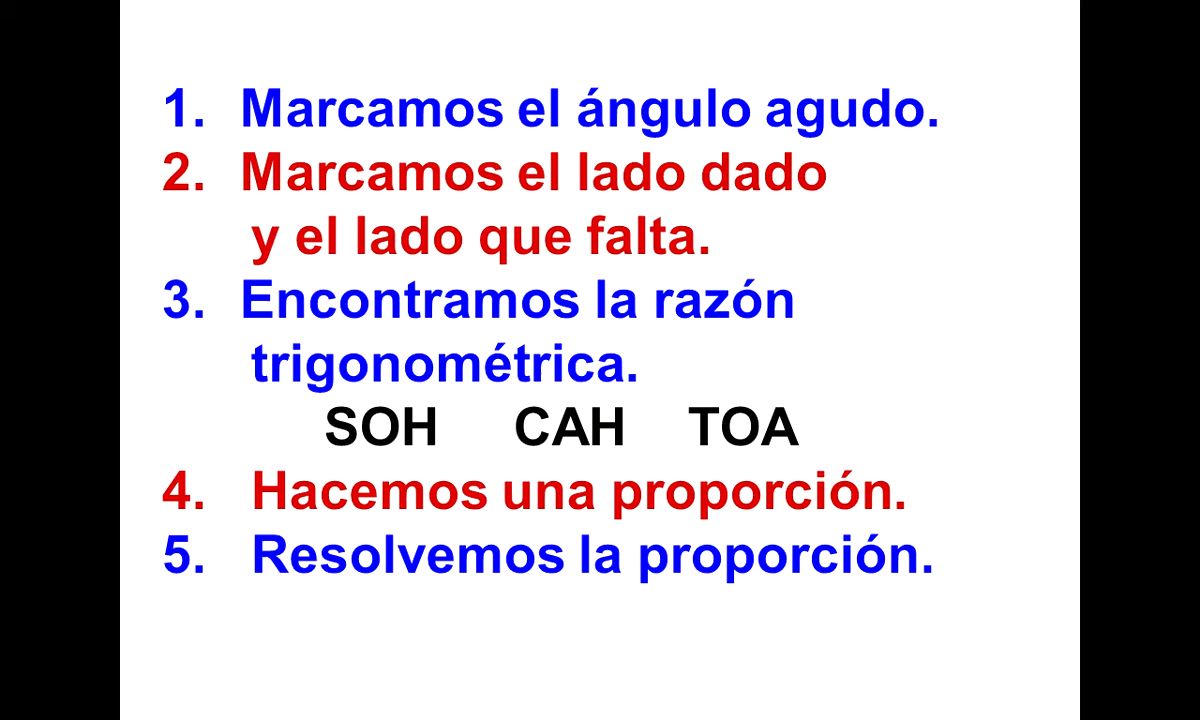 1. Marcamos el ángulo agudo.
2. Marcamos el lado dado
y el lado que falta.
3. Encontramos la razón
trigonométrica.
SOH CAH TOA
4. Hacemos una proporción.
5. Resolvemos la proporción.